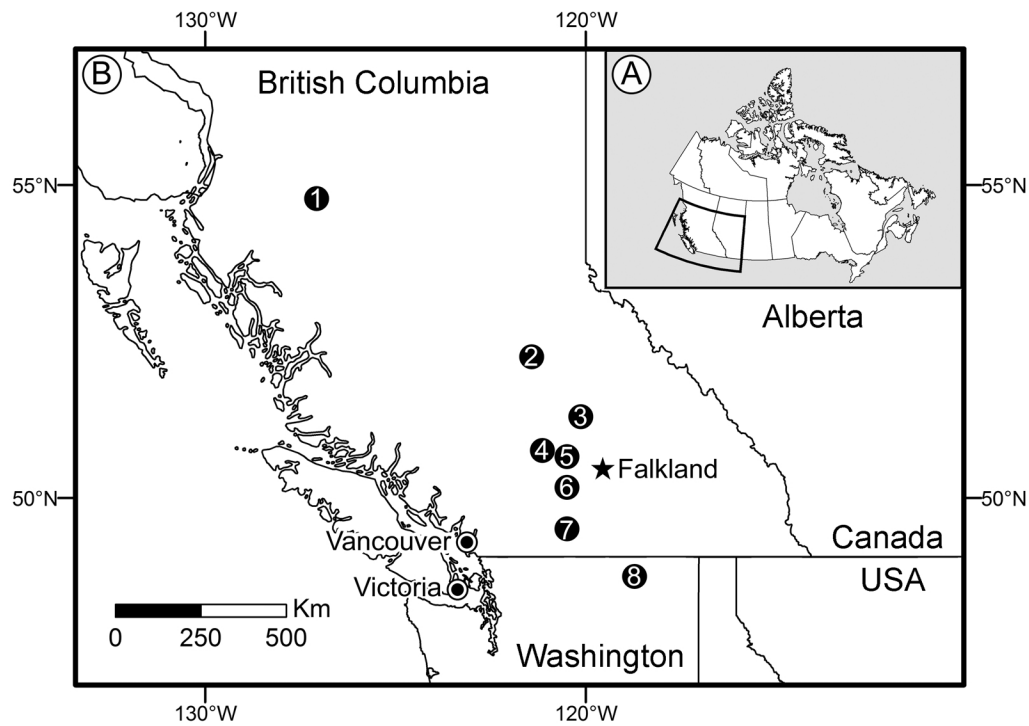 130°W 120°W
B British Columbia A
55°N 1 55°N
Alberta
2
3
4 5
Falkland
6
50°N 50°N
7
Vancouver Canada
8 USA
Victoria
Km
0 250 500
Washington
130°W 120°W